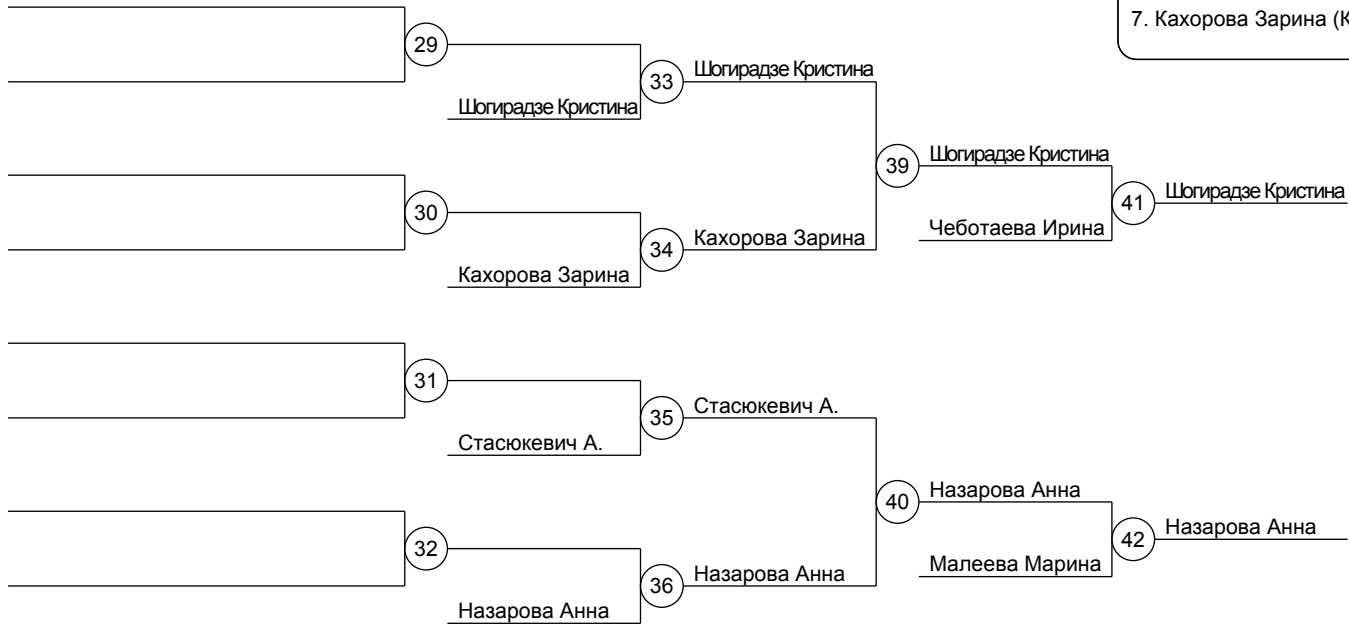 7. Кахорова Зарина (К
29
33
Шогирадзе Кристина
Шогирадзе Кристина
39
Шогирадзе Кристина
41
Шогирадзе Кристина
30
Чеботаева Ирина
34
Кахорова Зарина
Кахорова Зарина
31
35
Стасюкевич А.
Стасюкевич А.
40
Назарова Анна
42
Назарова Анна
32
Малеева Марина
36
Назарова Анна
Назарова Анна